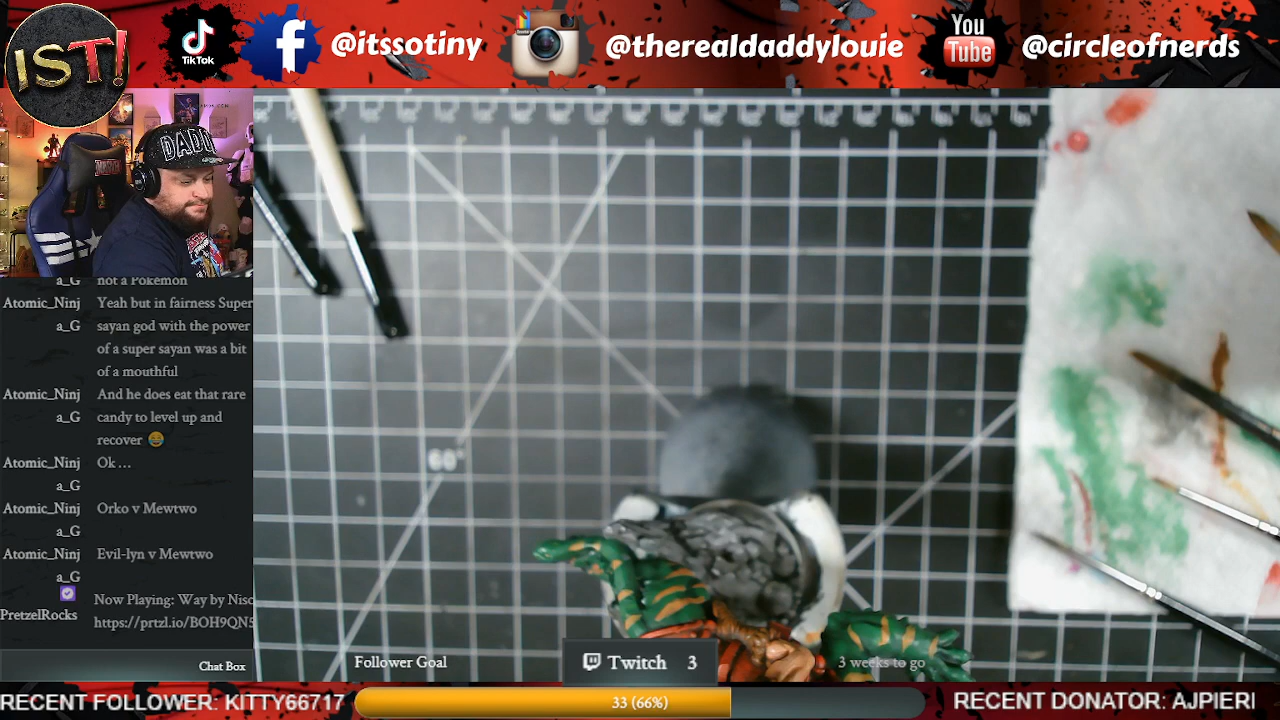 IST!
TikTok
@itssotiny
@therealdaddylouie
You
Tube
@circleofnerds
DADD
a_G not a Pokemon
Atomic_Ninj Yeah but in fairness Super
a_G sayan god with the power
of a super sayan was a bit
of a mouthful
Atomic_Ninj And he does eat that rare
a_G candy to level up and
recover 😂
Atomic_Ninj Ok ...
a_G
Atomic_Ninj Orko v Mewtwo
a_G
Atomic_Ninj Evil-lyn v Mewtwo
a_G
Now Playing: Way by Niso
PretzelRocks https://prtzl.io/BOH9QN5
Chat Box
60°
Follower Goal
Twitch 3
3 weeks to go
RECENT FOLLOWER: KITTY66717
33 (66%)
RECENT DONATOR: AJPIERI